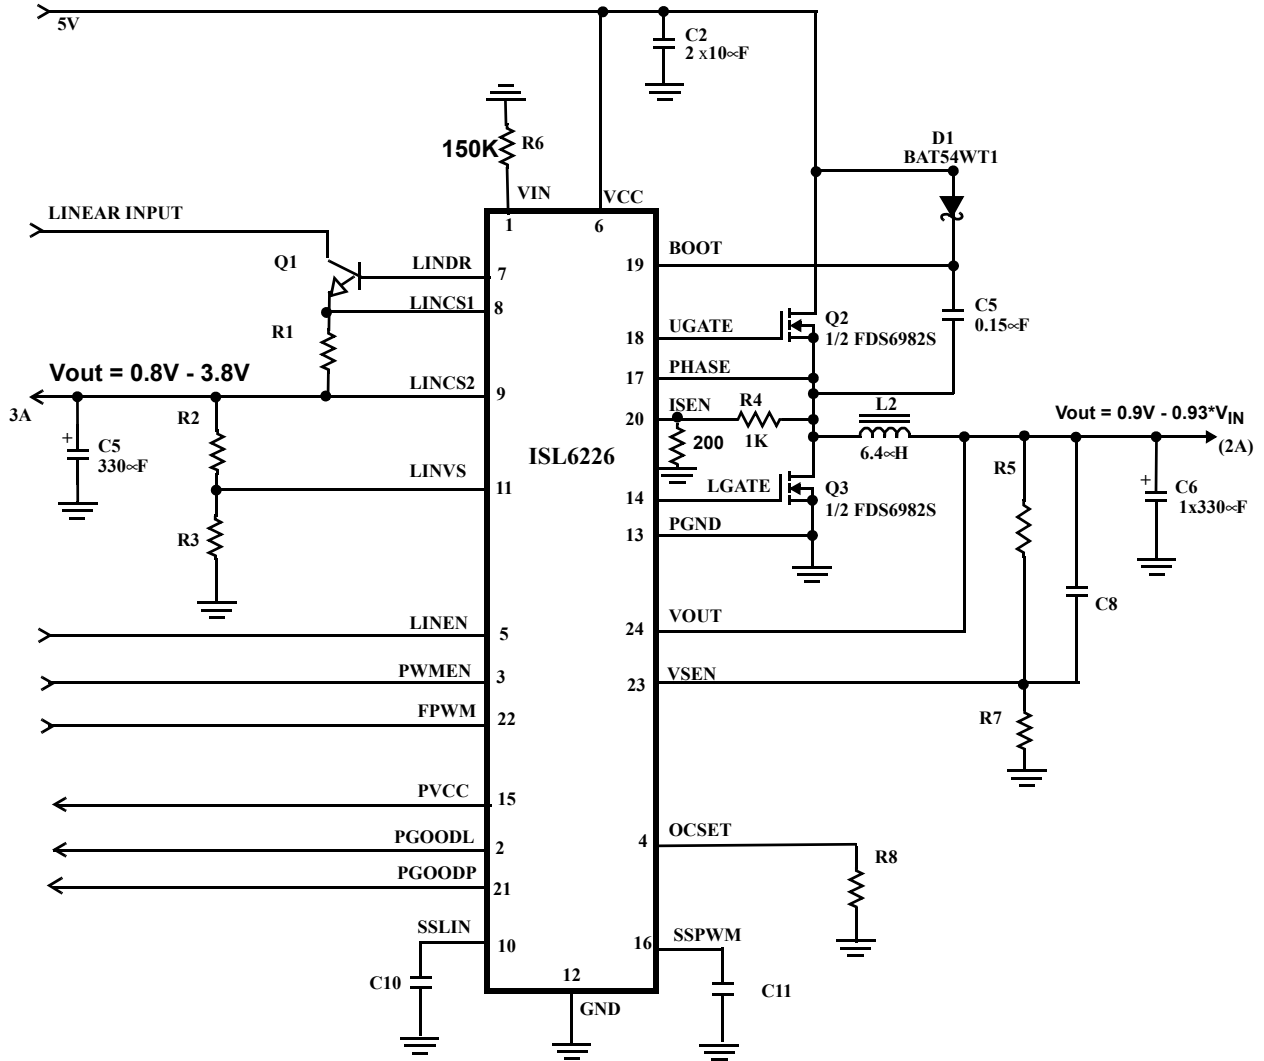 5V
C2
2 x10∝F
150K
R6
VIN
VCC
1
6
D1
BAT54WT1
LINEAR INPUT
Q1
LINDR
7
LINCS1
8
R1
19
BOOT
C5
0.15∝F
18
UGATE
Q2
1/2 FDS6982S
17
PHASE
Vout = 0.8V - 3.8V
LINCS2
9
3A
R2
+
C5
330∝F
20
ISEN
R4
1K
200
L2
6.4∝H
Vout = 0.9V - 0.93*VIN
(2A)
ISL6226
LINVS
11
R3
14
LGATE
Q3
1/2 FDS6982S
13
PGND
R5
+
C6
1x330∝F
C8
LINEN
5
24
VOUT
PWMEN
3
23
VSEN
FPWM
22
R7
PVCC
15
PGOODL
2
4
OCSET
R8
PGOODP
21
SSLIN
10
C10
16
SSPWM
C11
12
GND